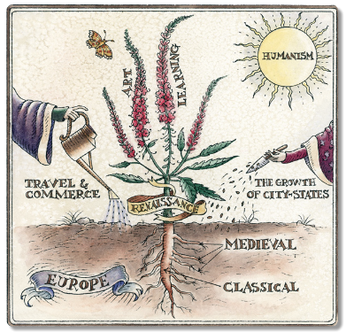 ART
LEARNING
HUMANISM
TRAVEL &
COMMERCE
RENAISSANCE
THE GROWTH
OF CITY-STATES
MEDIEVAL
EUROPE
CLASSICAL